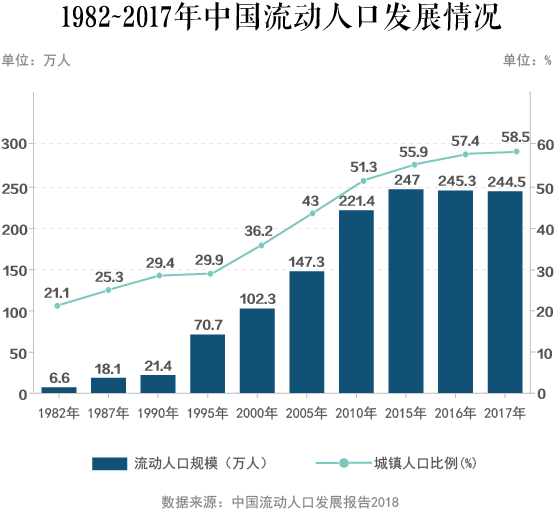 1982~2017年中国流动人口发展情况
单位：万人 单位：%
300 60
250 50
200 40
150 30
100 20
50 10
0 0
21.1 25.3 29.4 29.9 36.2 43 51.3 55.9 57.4 58.5
6.6 18.1 21.4 70.7 102.3 147.3 221.4 247 245.3 244.5
1982年 1987年 1990年 1995年 2000年 2005年 2010年 2015年 2016年 2017年
流动人口规模（万人） 城镇人口比例(%)
数据来源：中国流动人口发展报告2018